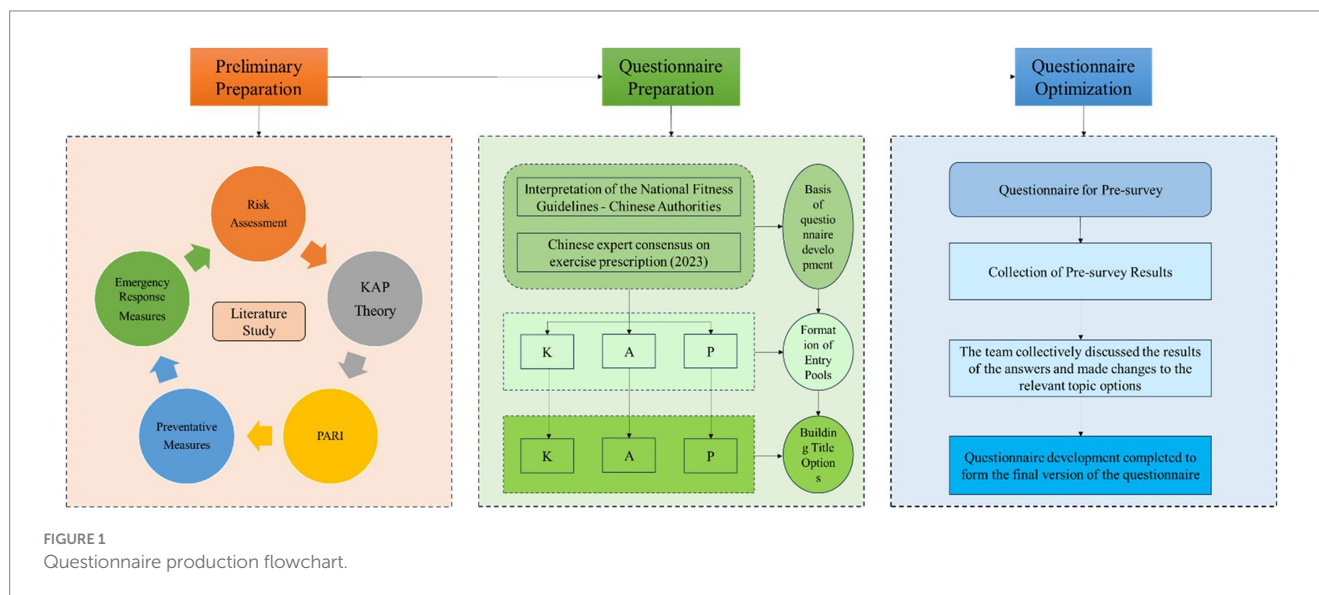 Preliminary
Preparation
Risk
Assessment
KAP
Theory
PARI
Preventative
Measures
Emergency
Response
Measures
Literature
Study
Questionnaire
Preparation
Interpretation of the National Fitness
Guidelines - Chinese Authorities
Chinese expert consensus on
exercise prescription (2023)
Basis
of
questio
nnaire
develo
pment
K
A
P
Format
ion of
Entry
Pools
K
A
P
Buildin
g Title
Option
s
Questionnaire
Optimization
Questionnaire for Pre-survey
Collection of Pre-survey Results
The team collectively discussed the results
of the answers and made changes to the
relevant topic options
Questionnaire development completed to
form the final version of the questionnaire
FIGURE 1
Questionnaire production flowchart.